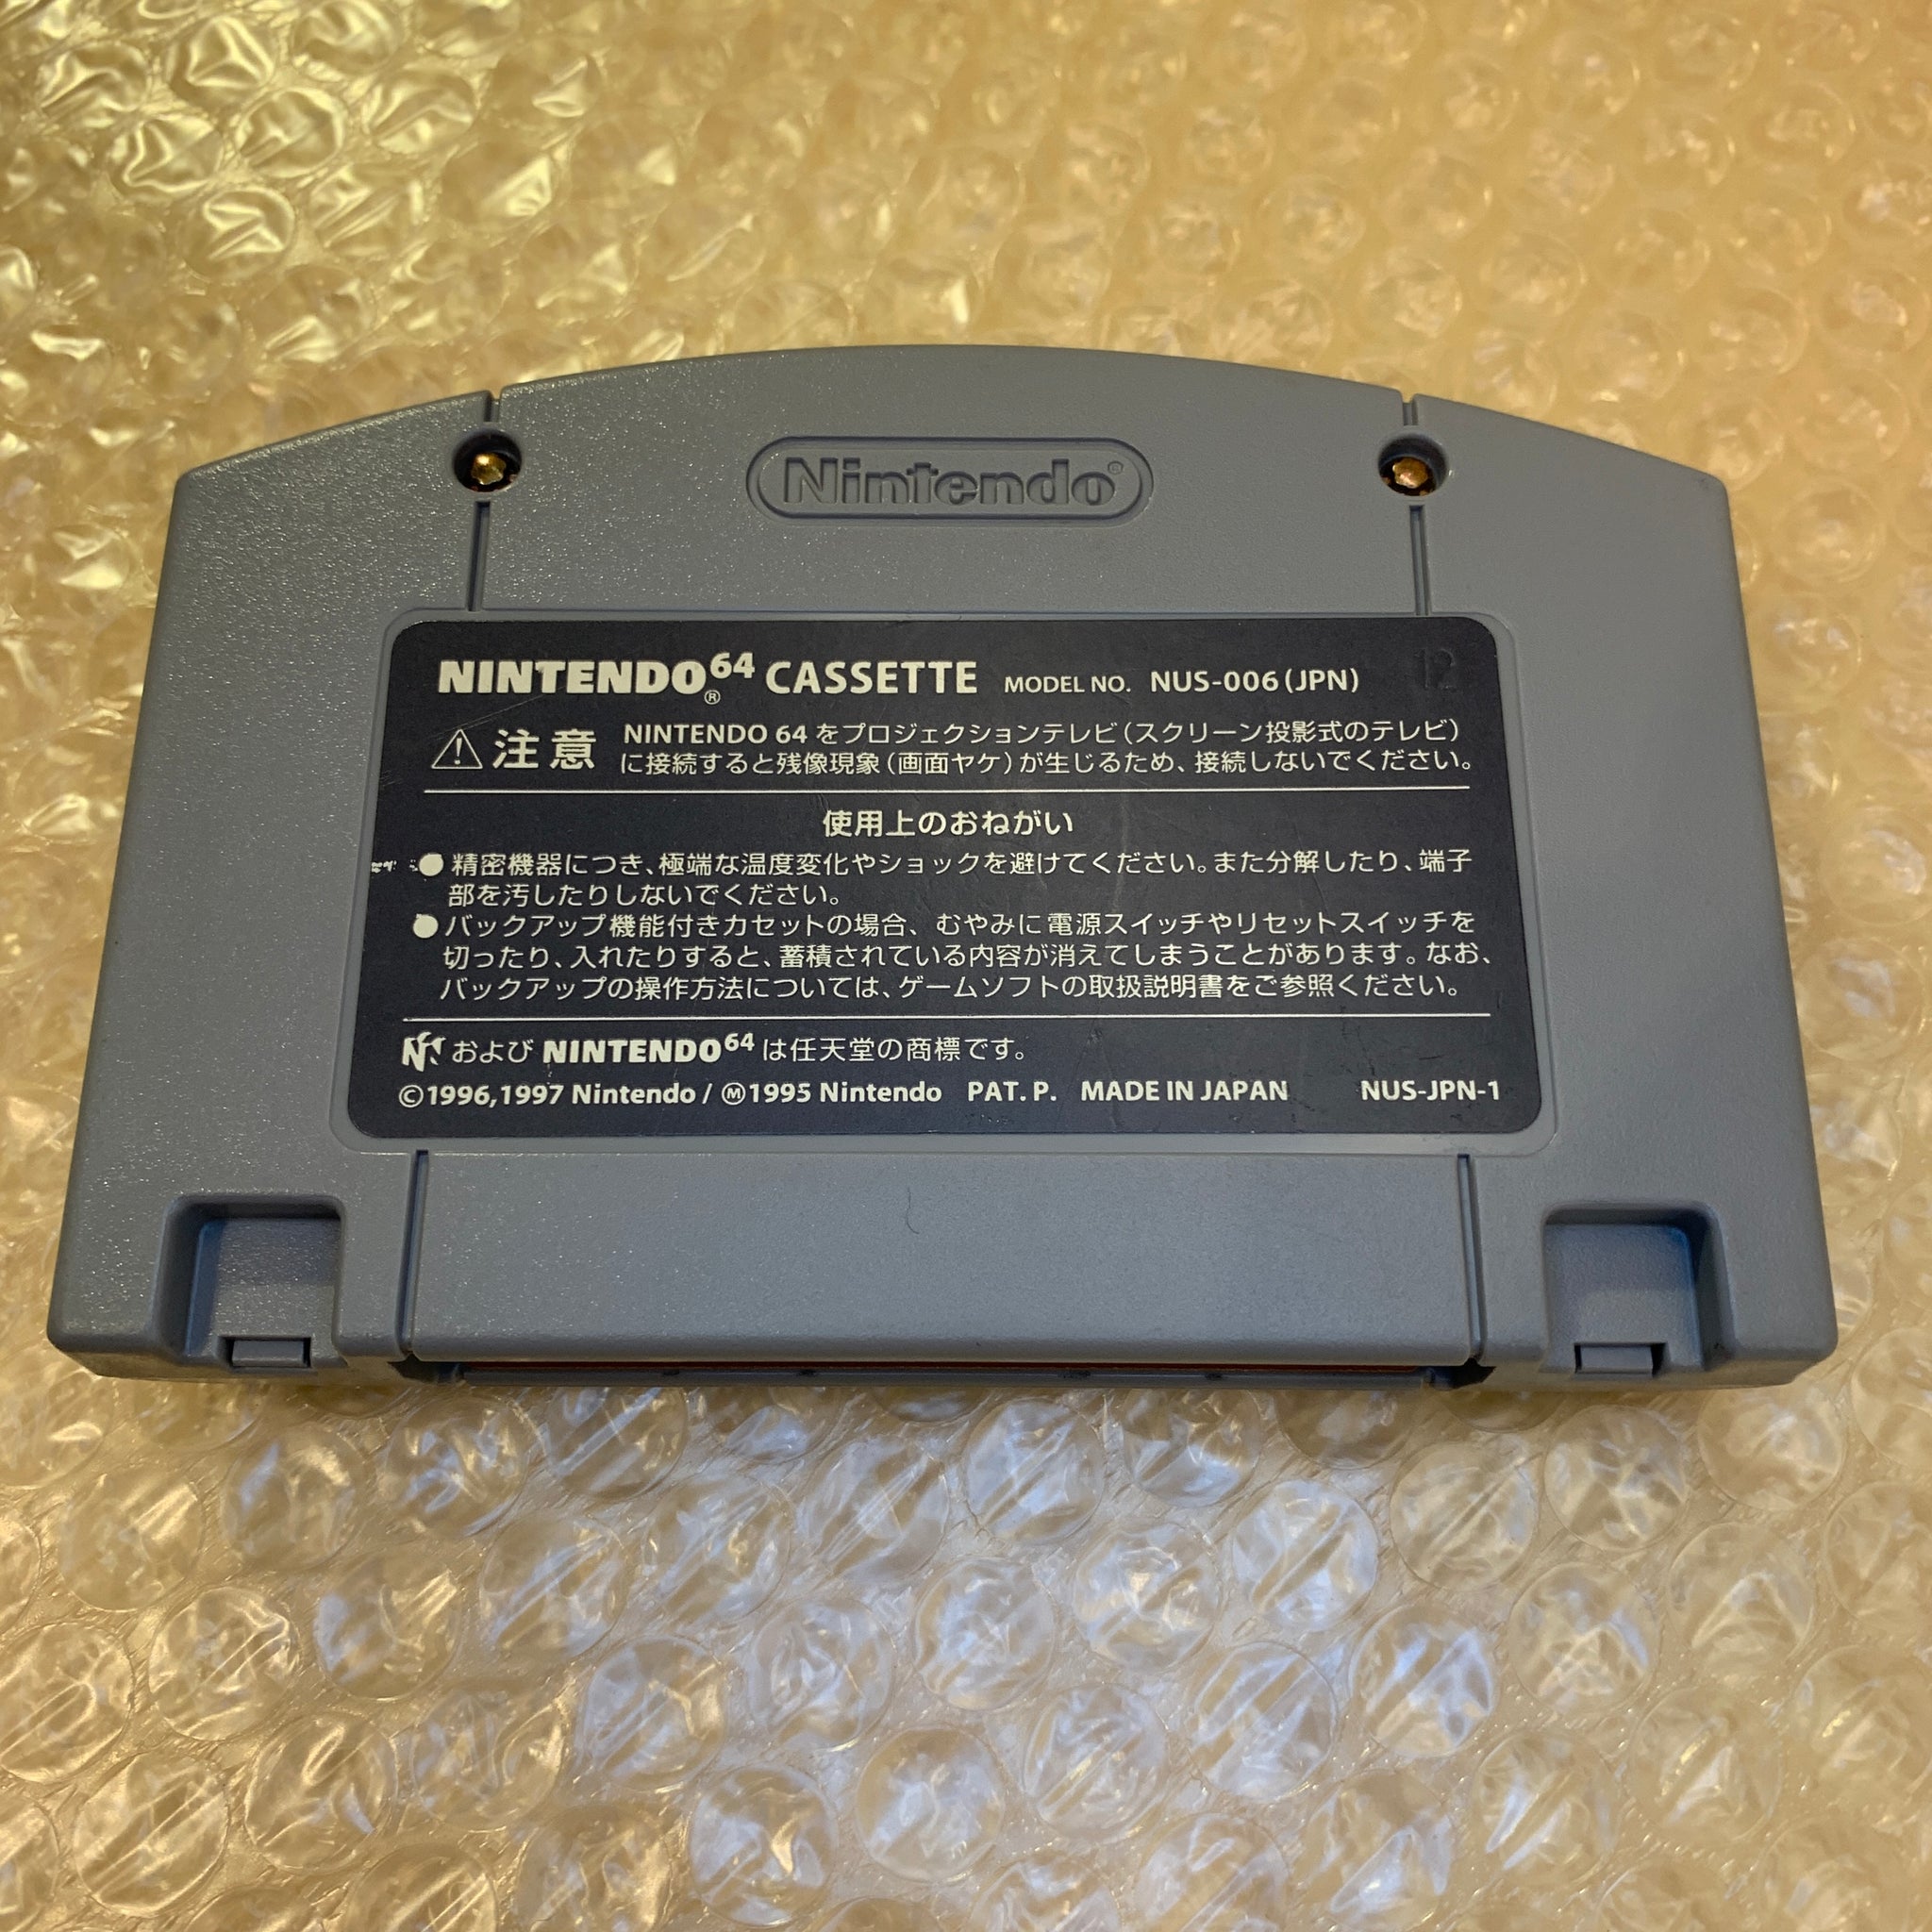 Nintendo®
NINTENDO®64 CASSETTE MODEL NO. NUS-006(JPN) 12
⚠注意 NINTENDO 64 をプロジェクションテレビ(スクリーン投影式のテレビ)
に接続すると残像現象(画面ヤケ)が生じるため、接続しないでください。
使用上のおねがい
●精密機器につき、極端な温度変化やショックを避けてください。また分解したり、端子
部を汚したりしないでください。
●バックアップ機能付きカセットの場合、むやみに電源スイッチやリセットスイッチを
切ったり、入れたりすると、蓄積されている内容が消えてしまうことがあります。なお、
バックアップの操作方法については、ゲームソフトの取扱説明書をご参照ください。
および NINTENDO64 は任天堂の商標です。
©1996,1997 Nintendo / Ⓜ1995 Nintendo PAT. P. MADE IN JAPAN NUS-JPN-1